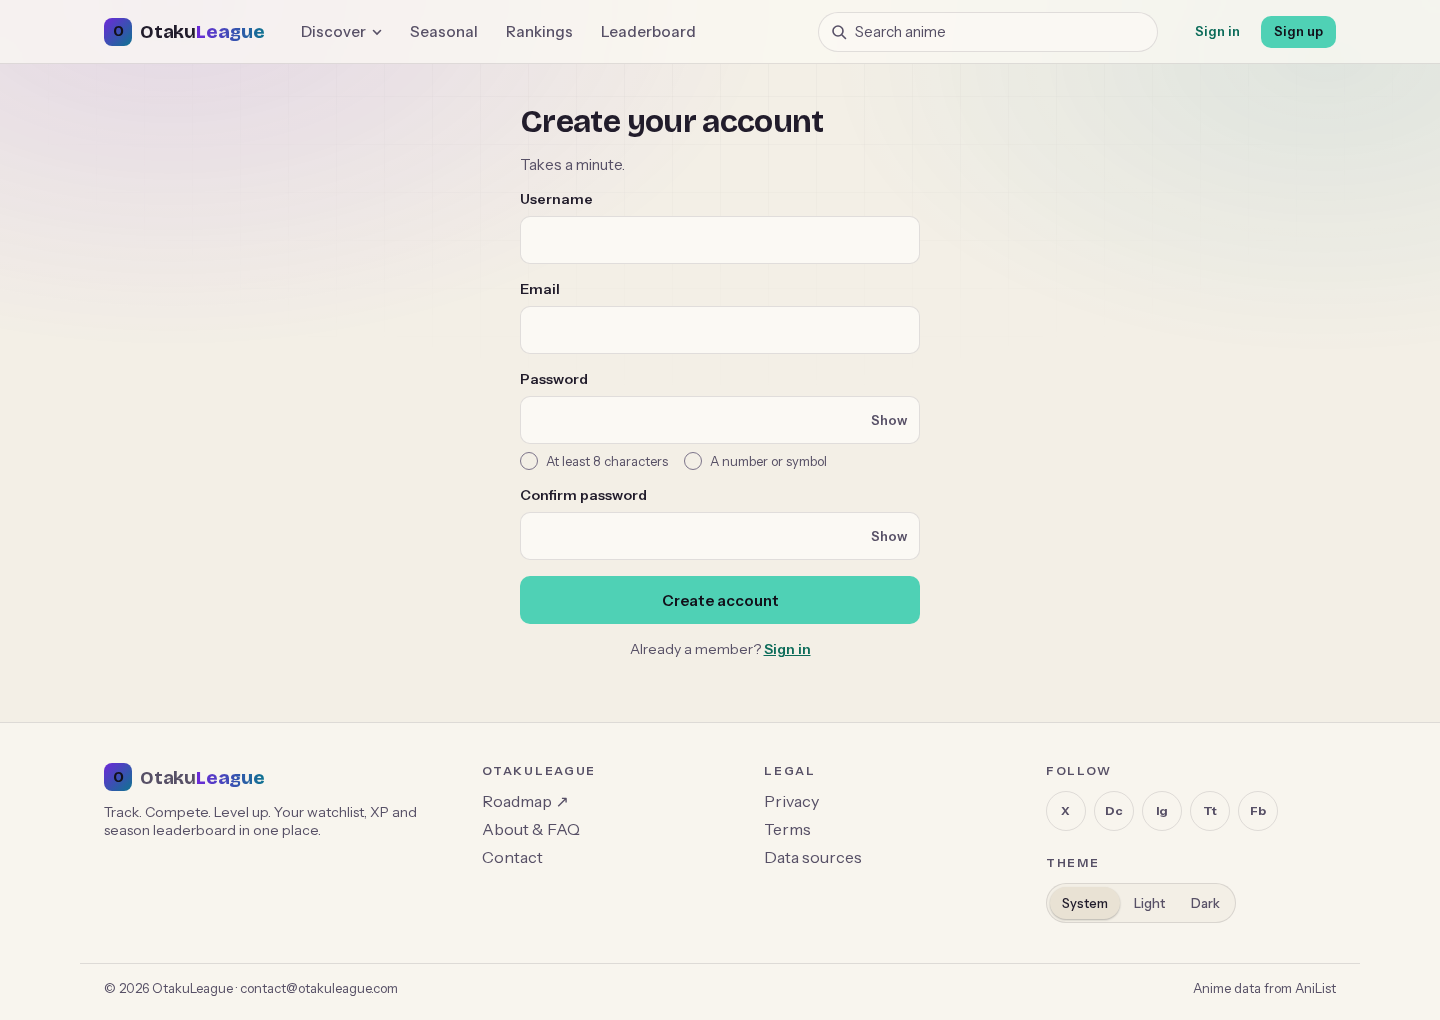 O OtakuLeague
Discover Seasonal Rankings Leaderboard
Search anime
Sign in Sign up
Create your account
Takes a minute.
Username
Email
Password
Show
At least 8 characters A number or symbol
Confirm password
Show
Create account
Already a member? Sign in
O OtakuLeague
Track. Compete. Level up. Your watchlist, XP and
season leaderboard in one place.
OTAKULEAGUE
Roadmap ↗
About & FAQ
Contact
LEGAL
Privacy
Terms
Data sources
FOLLOW
X Dc Ig Tt Fb
THEME
System Light Dark
© 2026 OtakuLeague · contact@otakuleague.com
Anime data from AniList